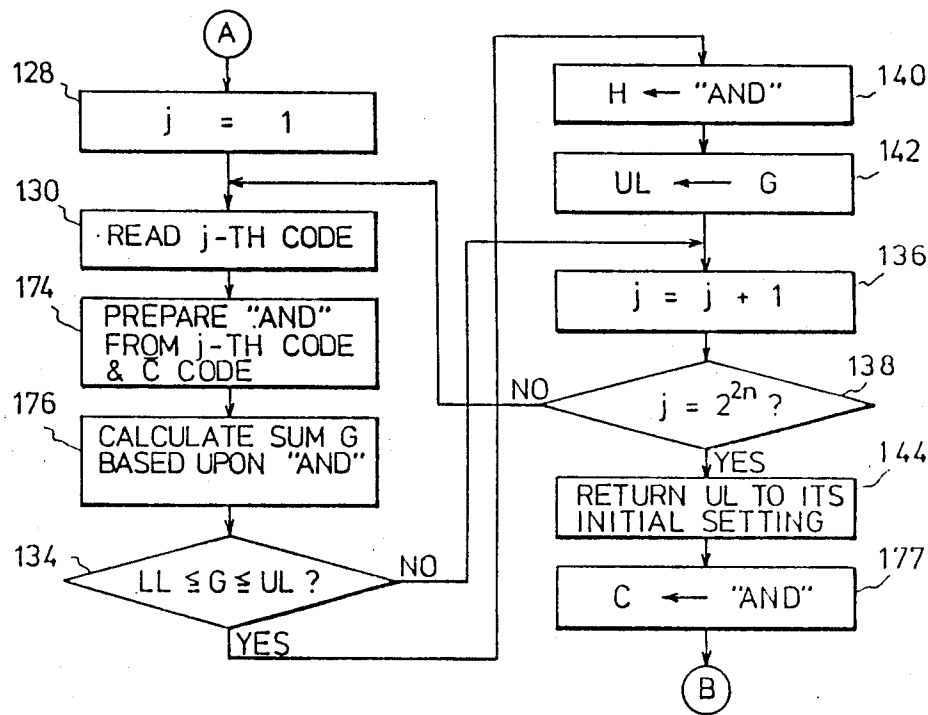 A
128
j = 1
130
READ j-TH CODE
174
PREPARE "AND"
FROM j-TH CODE
& C̄ CODE
176
CALCULATE SUM G
BASED UPON "AND"
134
LL ≦ G ≦ UL ?
NO
YES
140
H ← "AND"
142
UL ← G
136
j = j + 1
138
j = 2²ⁿ ?
NO
YES
144
RETURN UL TO ITS
INITIAL SETTING
177
C ← "AND"
B